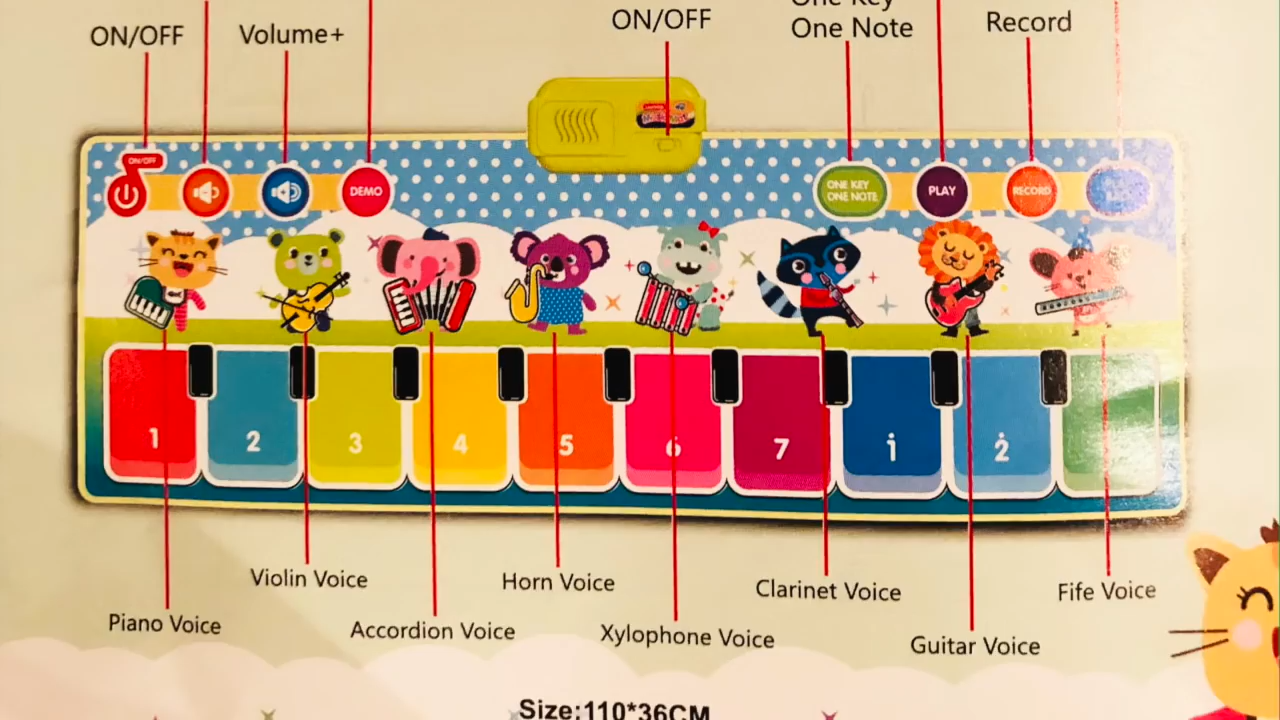 ON/OFF
Volume+
ON/OFF
One Key
One Note
Record
ON/OFF
DEMO
ONE KEY
ONE NOTE
PLAY
RECORD
1
2
3
4
5
6
7
i
2̇
Violin Voice
Horn Voice
Clarinet Voice
Fife Voice
Piano Voice
Accordion Voice
Xylophone Voice
Guitar Voice
Size:110*36CM